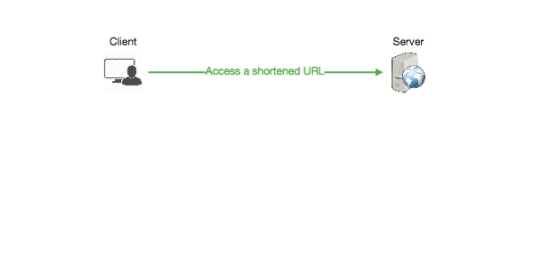 Client
Server
Access a shortened URL